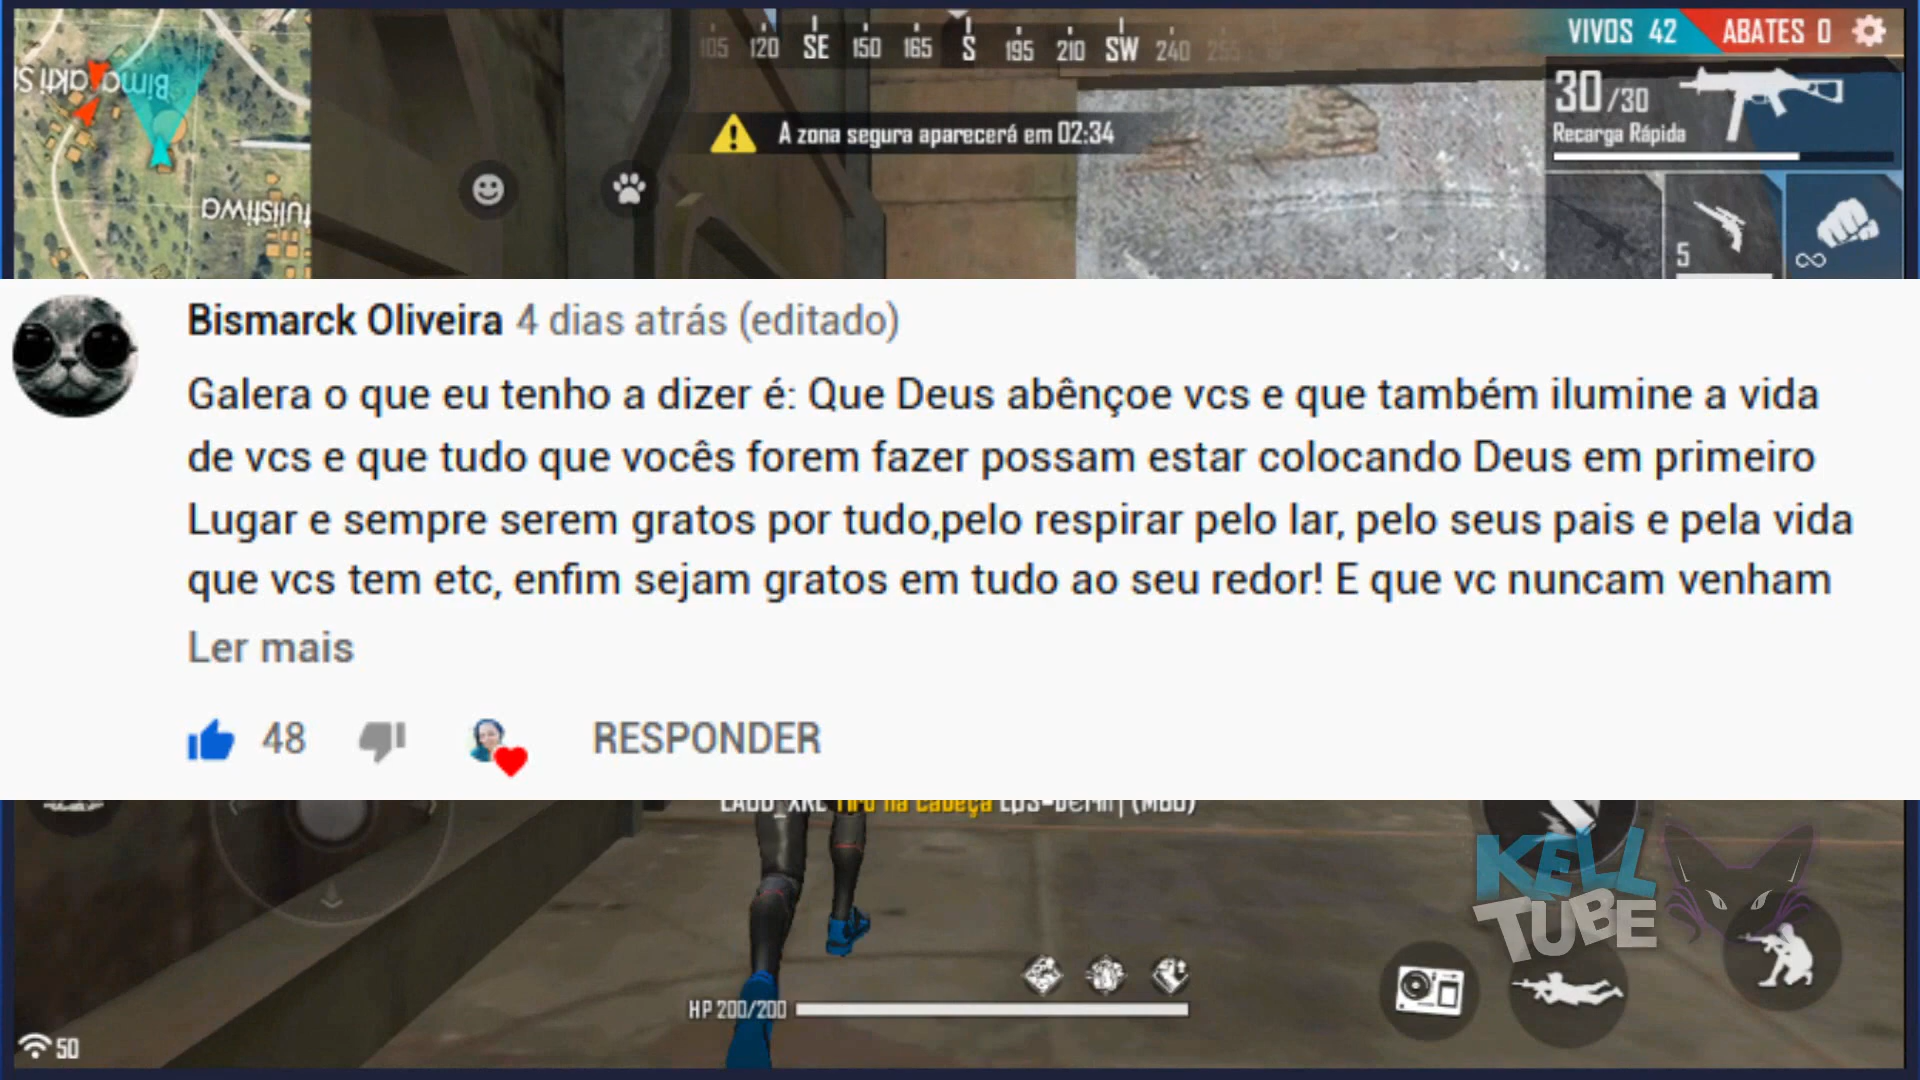 105 120 SE 150 165 S 195 210 SW 240 255
VIVOS 42
ABATES 0
30/30
Recarga Rápida
A zona segura aparecerá em 02:34
5
∞
Bismarck Oliveira 4 dias atrás (editado)
Galera o que eu tenho a dizer é: Que Deus abênçoe vcs e que também ilumine a vida
de vcs e que tudo que vocês forem fazer possam estar colocando Deus em primeiro
Lugar e sempre serem gratos por tudo,pelo respirar pelo lar, pelo seus pais e pela vida
que vcs tem etc, enfim sejam gratos em tudo ao seu redor! E que vc nuncam venham
Ler mais
48
RESPONDER
Tiro na cabeça
KELL
TUBE
HP 200/200
50